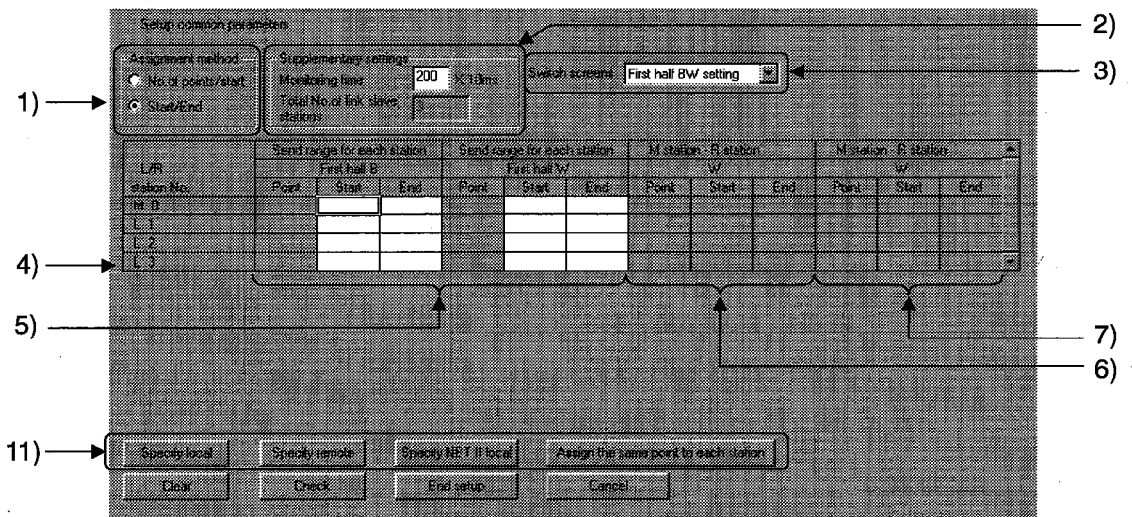 Setup common parameters
2)
Assignment method
Supplementary settings
No. of points/start
Monitoring time 200 X 10ms
Switch screens First half BW setting
3)
1)
Start/End
Total No. of link slave stations 3
L/R station No.
Send range for each station
Send range for each station
M station - R station
M station - R station
First half B
First half W
W
W
Point Start End Point Start End Point Start End Point Start End
M 0
L 1
L 2
4)
L 3
5)
7)
6)
11)
Specify local
Specify remote
Specify NET II local
Assign the same point to each station
Clear
Check
End setup
Cancel